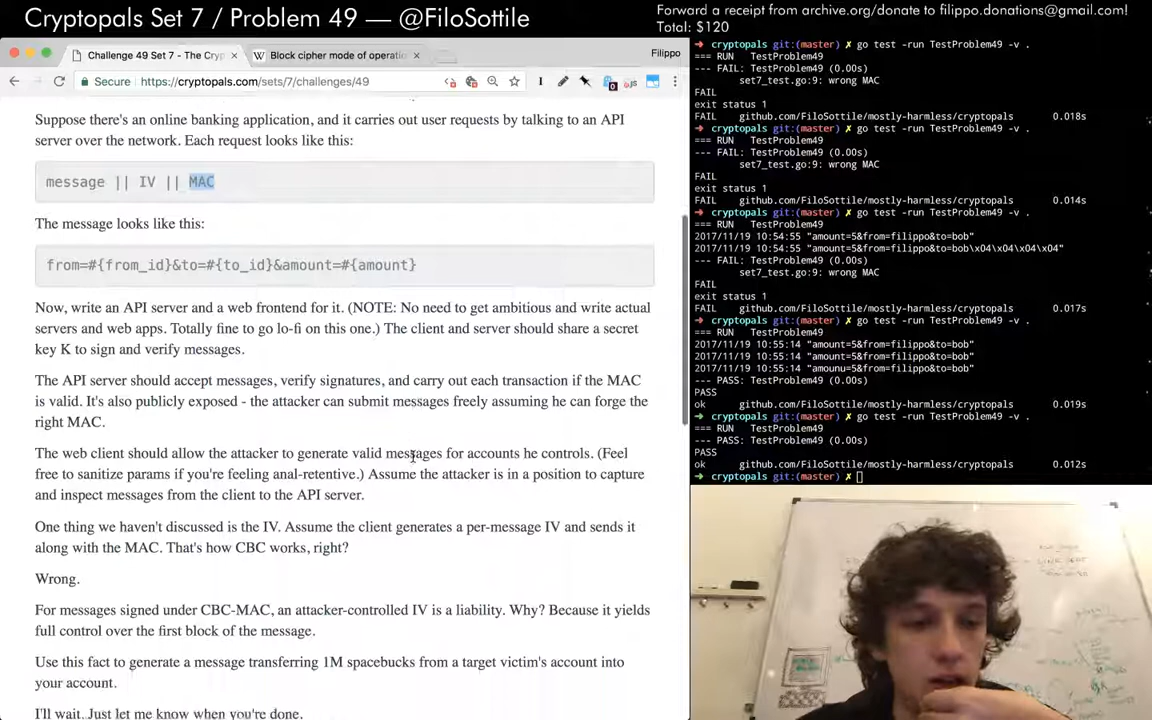 Cryptopals Set 7 / Problem 49 — @FiloSottile
Forward a receipt from archive.org/donate to filippo.donations@gmail.com!
Total: $120
Challenge 49 Set 7 - The Cryp
Block cipher mode of operatio
Filippo
Secure
https://cryptopals.com/sets/7/challenges/49
Suppose there's an online banking application, and it carries out user requests by talking to an API
server over the network. Each request looks like this:
message || IV || MAC
The message looks like this:
from=#{from_id}&to=#{to_id}&amount=#{amount}
Now, write an API server and a web frontend for it. (NOTE: No need to get ambitious and write actual
servers and web apps. Totally fine to go lo-fi on this one.) The client and server should share a secret
key K to sign and verify messages.
The API server should accept messages, verify signatures, and carry out each transaction if the MAC
is valid. It's also publicly exposed - the attacker can submit messages freely assuming he can forge the
right MAC.
The web client should allow the attacker to generate valid messages for accounts he controls. (Feel
free to sanitize params if you're feeling anal-retentive.) Assume the attacker is in a position to capture
and inspect messages from the client to the API server.
One thing we haven't discussed is the IV. Assume the client generates a per-message IV and sends it
along with the MAC. That's how CBC works, right?
Wrong.
For messages signed under CBC-MAC, an attacker-controlled IV is a liability. Why? Because it yields
full control over the first block of the message.
Use this fact to generate a message transferring 1M spacebucks from a target victim's account into
your account.
I'll wait. Just let me know when you're done.
➜ cryptopals git:(master) ✗ go test -run TestProblem49 -v .
=== RUN TestProblem49
--- FAIL: TestProblem49 (0.00s)
set7_test.go:9: wrong MAC
FAIL
exit status 1
FAIL github.com/FiloSottile/mostly-harmless/cryptopals 0.018s
➜ cryptopals git:(master) ✗ go test -run TestProblem49 -v .
=== RUN TestProblem49
--- FAIL: TestProblem49 (0.00s)
set7_test.go:9: wrong MAC
FAIL
exit status 1
FAIL github.com/FiloSottile/mostly-harmless/cryptopals 0.014s
➜ cryptopals git:(master) ✗ go test -run TestProblem49 -v .
=== RUN TestProblem49
2017/11/19 10:54:55 "amount=5&from=filippo&to=bob"
2017/11/19 10:54:55 "amount=5&from=filippo&to=bob\x04\x04\x04\x04"
--- FAIL: TestProblem49 (0.00s)
set7_test.go:9: wrong MAC
FAIL
exit status 1
FAIL github.com/FiloSottile/mostly-harmless/cryptopals 0.017s
➜ cryptopals git:(master) ✗ go test -run TestProblem49 -v .
=== RUN TestProblem49
2017/11/19 10:55:14 "amount=5&from=filippo&to=bob"
2017/11/19 10:55:14 "amount=5&from=filippo&to=bob"
2017/11/19 10:55:14 "amounu=5&from=filippo&to=bob"
--- PASS: TestProblem49 (0.00s)
PASS
ok github.com/FiloSottile/mostly-harmless/cryptopals 0.019s
➜ cryptopals git:(master) ✗ go test -run TestProblem49 -v .
=== RUN TestProblem49
--- PASS: TestProblem49 (0.00s)
PASS
ok github.com/FiloSottile/mostly-harmless/cryptopals 0.012s
➜ cryptopals git:(master) ✗